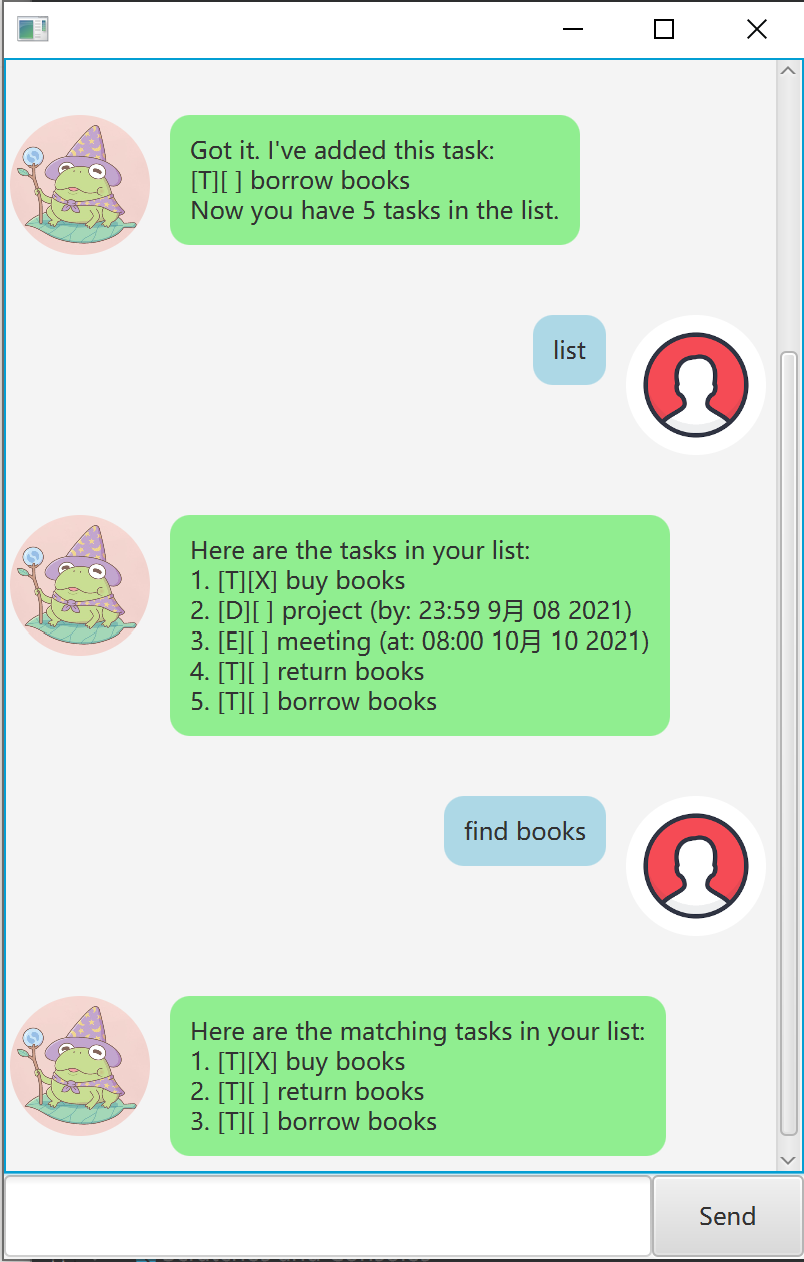 Got it. I've added this task:
[T][ ] borrow books
Now you have 5 tasks in the list.
list
Here are the tasks in your list:
1. [T][X] buy books
2. [D][ ] project (by: 23:59 9月 08 2021)
3. [E][ ] meeting (at: 08:00 10月 10 2021)
4. [T][ ] return books
5. [T][ ] borrow books
find books
Here are the matching tasks in your list:
1. [T][X] buy books
2. [T][ ] return books
3. [T][ ] borrow books
Send